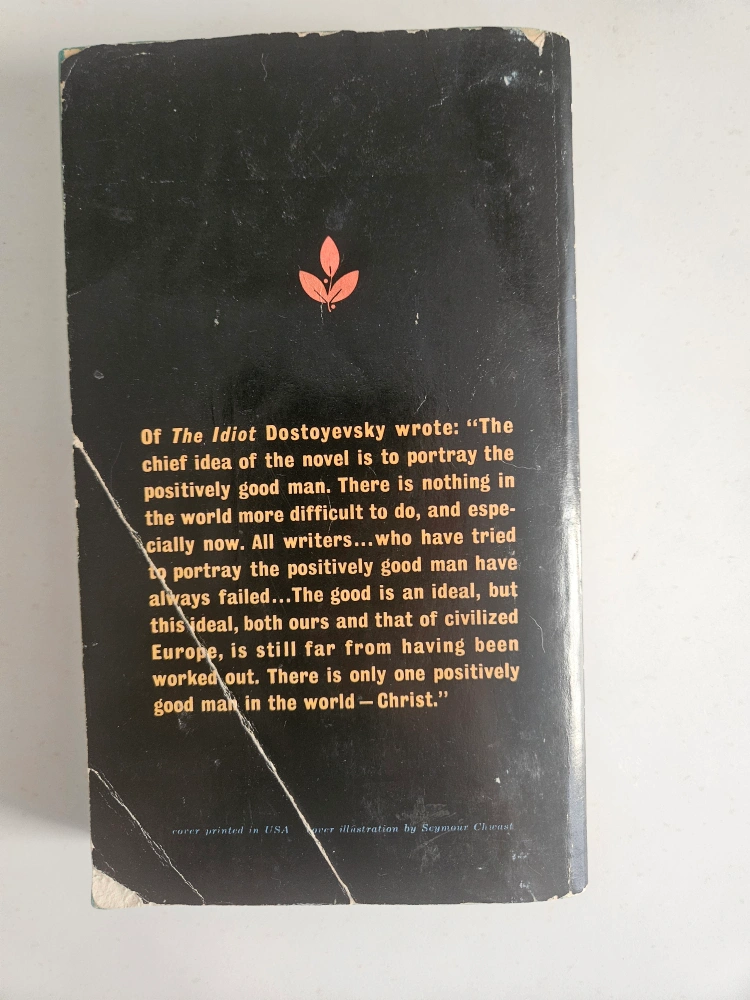 Of The Idiot Dostoyevsky wrote: “The
chief idea of the novel is to portray the
positively good man. There is nothing in
the world more difficult to do, and espe-
cially now. All writers...who have tried
to portray the positively good man have
always failed...The good is an ideal, but
this ideal, both ours and that of civilized
Europe, is still far from having been
worked out. There is only one positively
good man in the world — Christ.”
cover printed in USA cover illustration by Seymour Chwast